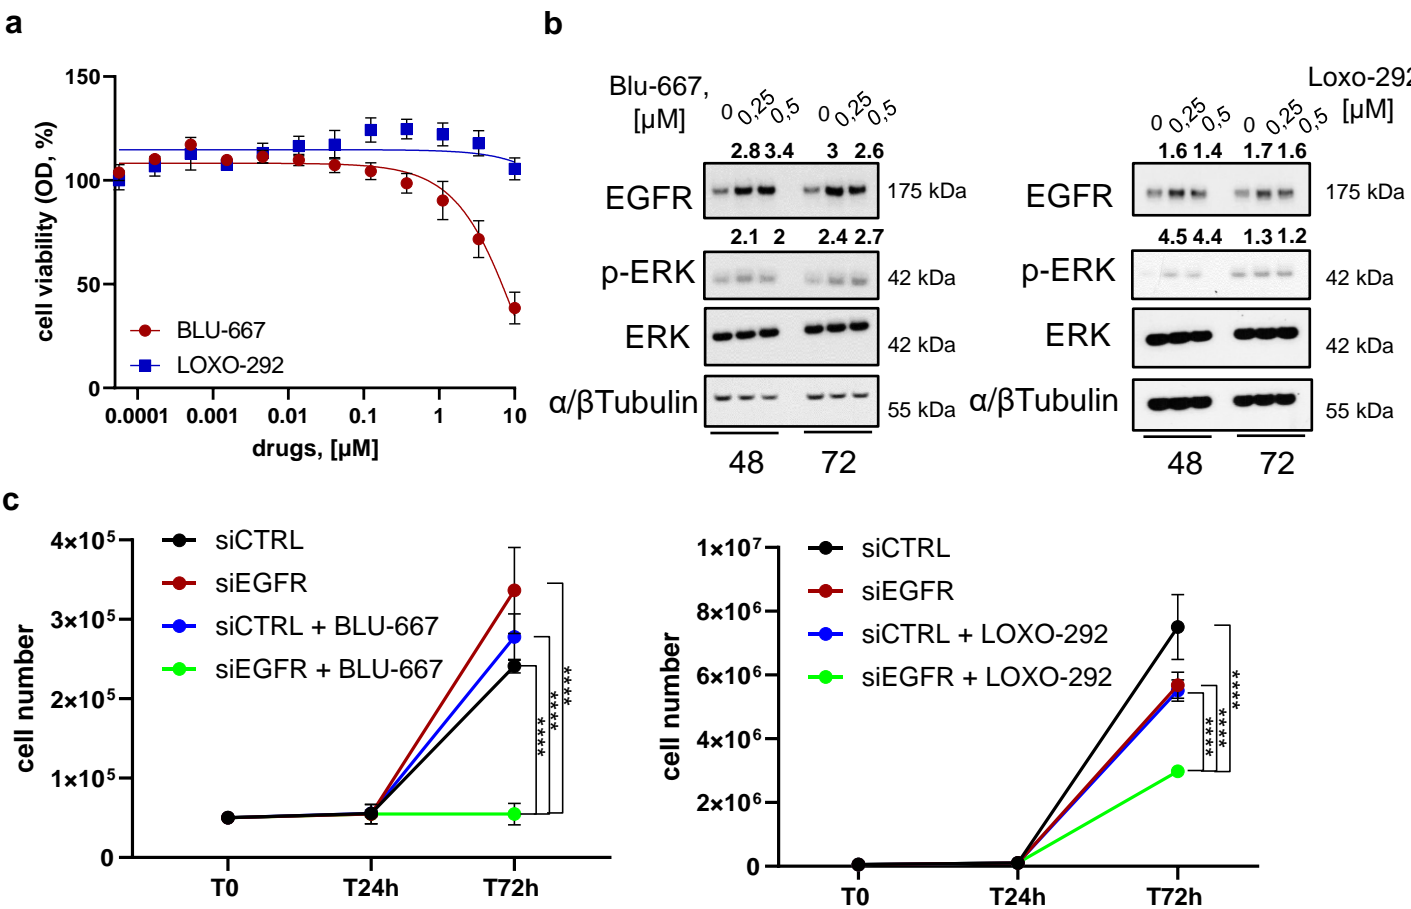 a
150
100
50
0
cell viability (OD, %)
BLU-667
LOXO-292
0.0001 0.001 0.01 0.1 1 10
drugs, [µM]
b
Blu-667,
[µM]
0 0,25 0,5 0 0,25 0,5
2.8 3.4 3 2.6
EGFR 175 kDa
2.1 2 2.4 2.7
p-ERK 42 kDa
ERK 42 kDa
α/βTubulin 55 kDa
48 72
Loxo-292
[µM]
0 0,25 0,5 0 0,25 0,5
1.6 1.4 1.7 1.6
EGFR 175 kDa
4.5 4.4 1.3 1.2
p-ERK 42 kDa
ERK 42 kDa
α/βTubulin 55 kDa
48 72
c
4×10⁵
3×10⁵
2×10⁵
1×10⁵
0
cell number
siCTRL
siEGFR
siCTRL + BLU-667
siEGFR + BLU-667
****
****
****
T0 T24h T72h
1×10⁷
8×10⁶
6×10⁶
4×10⁶
2×10⁶
0
cell number
siCTRL
siEGFR
siCTRL + LOXO-292
siEGFR + LOXO-292
****
****
****
T0 T24h T72h